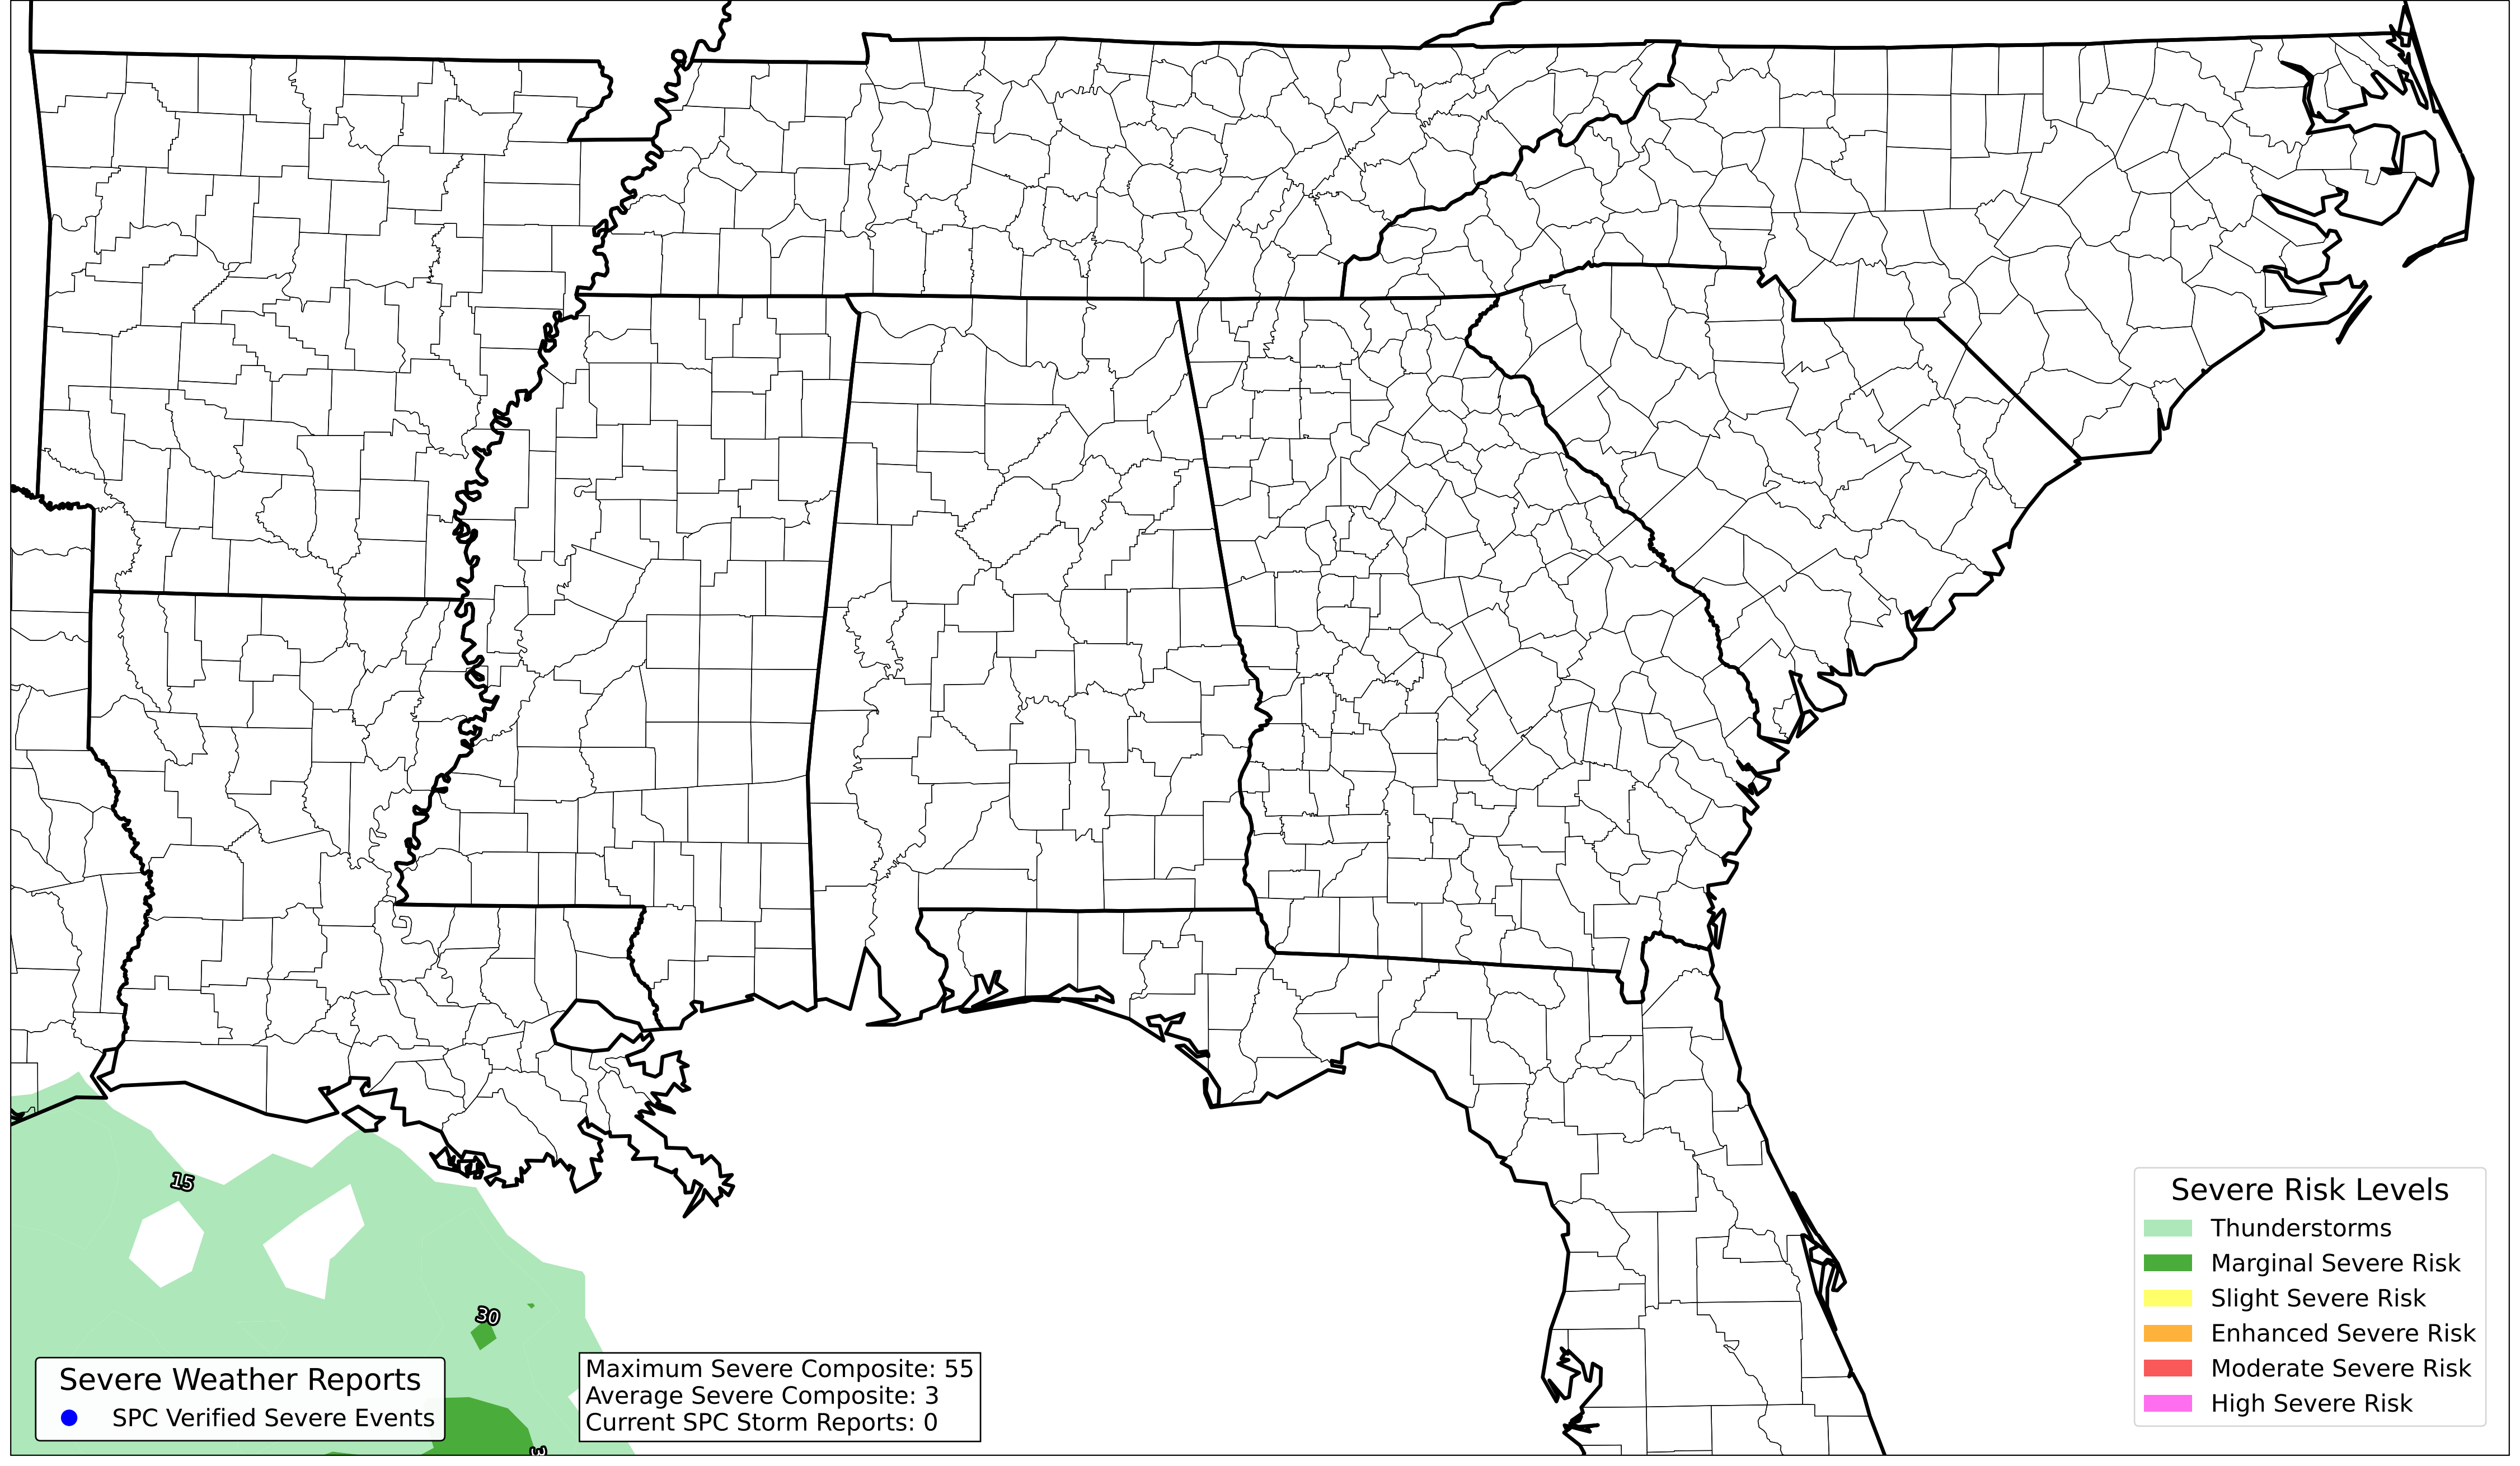 15
30
Severe Weather Reports
SPC Verified Severe Events
Maximum Severe Composite: 55
Average Severe Composite: 3
Current SPC Storm Reports: 0
Severe Risk Levels
Thunderstorms
Marginal Severe Risk
Slight Severe Risk
Enhanced Severe Risk
Moderate Severe Risk
High Severe Risk